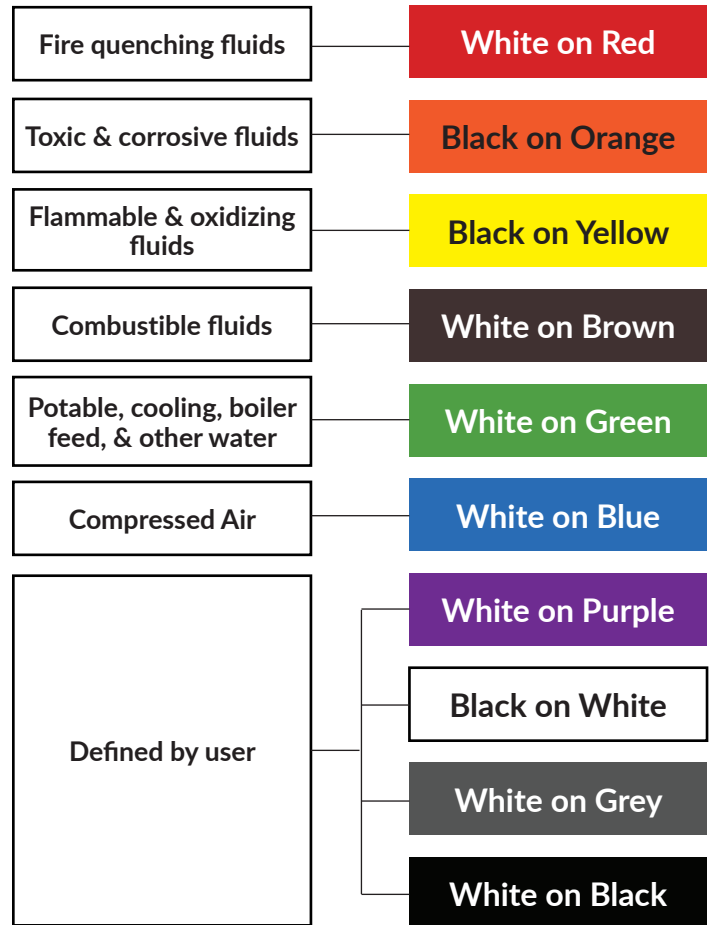 Fire quenching fluids
White on Red
Toxic & corrosive fluids
Black on Orange
Flammable & oxidizing
fluids
Black on Yellow
Combustible fluids
White on Brown
Potable, cooling, boiler
feed, & other water
White on Green
Compressed Air
White on Blue
Defined by user
White on Purple
Black on White
White on Grey
White on Black